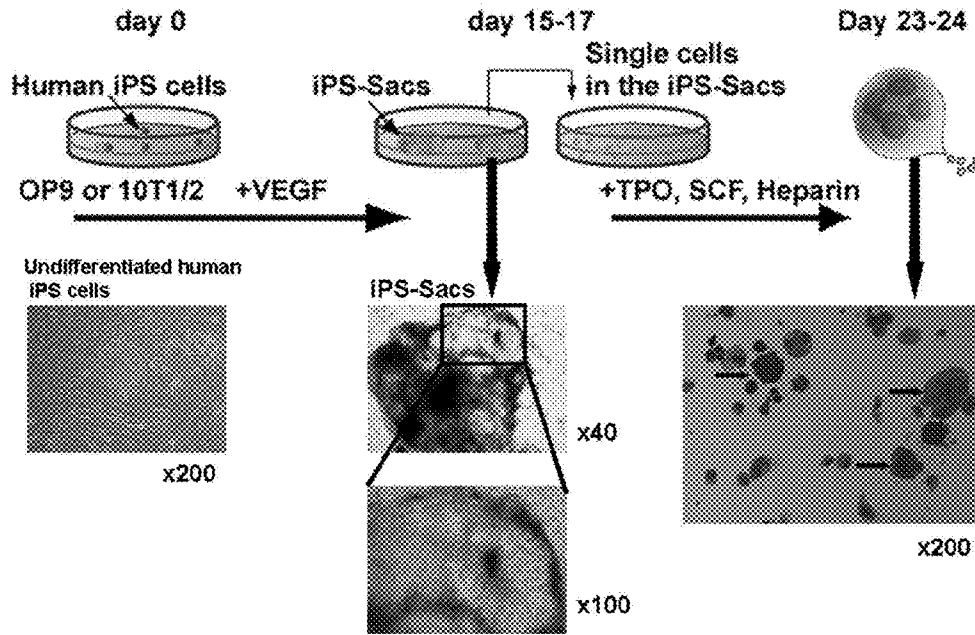 day 0
day 15-17
Day 23-24
Human iPS cells
iPS-Sacs
Single cells
in the iPS-Sacs
OP9 or 10T1/2 +VEGF
+TPO, SCF, Heparin
Undifferentiated human
iPS cells
x200
iPS-Sacs
x40
x100
x200